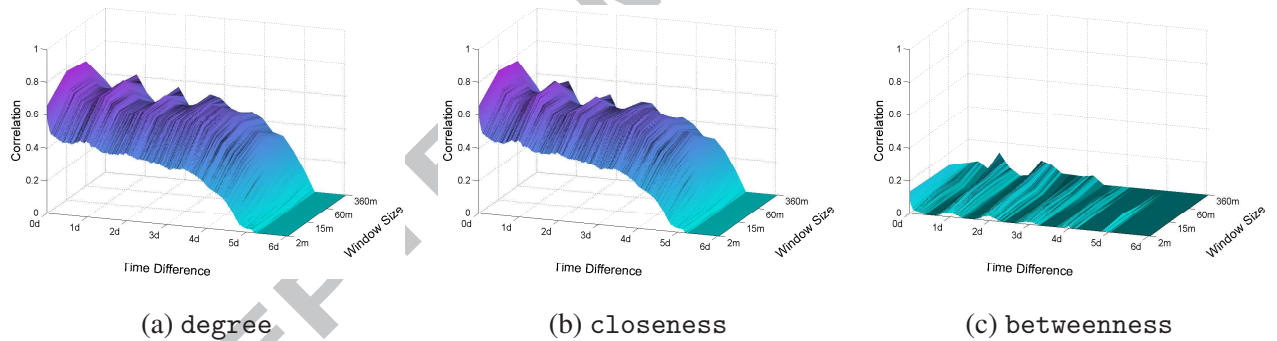 1
0.8
0.6
0.4
0.2
0
Correlation
0d
1d
2d
3d
4d
5d
6d
2m
15m
60m
360m
Time Difference
Window Size
(a) degree
1
0.8
0.6
0.4
0.2
0
Correlation
0d
1d
2d
3d
4d
5d
6d
2m
15m
60m
360m
Time Difference
Window Size
(b) closeness
1
0.8
0.6
0.4
0.2
0
Correlation
0d
1d
2d
3d
4d
5d
6d
2m
15m
60m
360m
Time Difference
Window Size
(c) betweenness